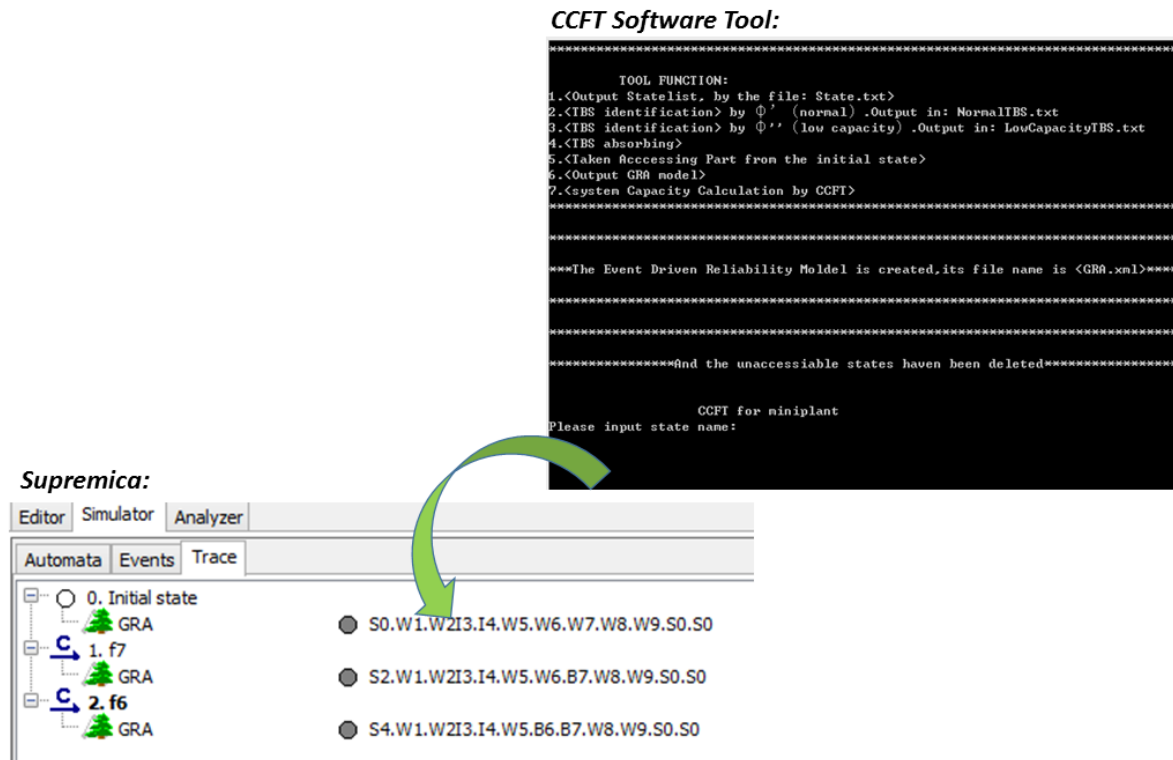 CCFT Software Tool:
********************************************************************************
TOOL FUNCTION:
1.<Output Statelist, by the file: State.txt>
2.<TBS identification> by Φ' (normal) .Output in: NormalTBS.txt
3.<TBS identification> by Φ'' (low capacity) .Output in: LowCapacityTBS.txt
4.<TBS absorbing>
5.<Taken Acccessing Part from the initial state>
6.<Output GRA model>
7.<system Capacity Calculation by CCFT>
********************************************************************************
********************************************************************************
***The Event Driven Reliability Moldel is created,its file name is <GRA.xml>****
********************************************************************************
********************************************************************************
****************And the unaccessiable states haven been deleted*****************
CCFT for miniplant
Please input state name:
Supremica:
Editor Simulator Analyzer
Automata Events Trace
0. Initial state
GRA S0.W1.W2I3.I4.W5.W6.W7.W8.W9.S0.S0
C 1. f7
GRA S2.W1.W2I3.I4.W5.W6.B7.W8.W9.S0.S0
C 2. f6
GRA S4.W1.W2I3.I4.W5.B6.B7.W8.W9.S0.S0